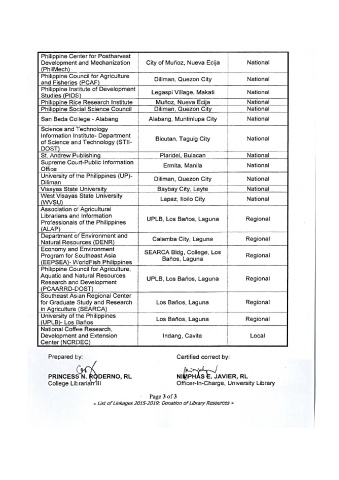 Philippine Center for Postharvest
Development and Mechanization
(PhilMech)
City of Muñoz, Nueva Ecija
National
Philippine Council for Agriculture
and Fisheries (PCAF)
Diliman, Quezon City
National
Philippine Institute of Development
Studies (PIDS)
Legaspi Village, Makati
National
Philippine Rice Research Institute
Muñoz, Nueva Ecija
National
Philippine Social Science Council
Diliman, Quezon City
National
San Beda College - Alabang
Alabang, Muntinlupa City
National
Science and Technology
Information Institute- Department
of Science and Technology (STII-
DOST)
Bicutan, Taguig City
National
St. Andrew Publishing
Plaridel, Bulacan
National
Supreme Court-Public Information
Office
Ermita, Manila
National
University of the Philippines (UP)-
Diliman
Diliman, Quezon City
National
Visayas State University
Baybay City, Leyte
National
West Visayas State University
(WVSU)
Lapaz, Iloilo City
National
Association of Agricultural
Librarians and Information
Professionals of the Philippines
(ALAP)
UPLB, Los Baños, Laguna
Regional
Department of Environment and
Natural Resources (DENR)
Calamba City, Laguna
Regional
Economy and Environment
Program for Southeast Asia
(EEPSEA)- WorldFish Philippines
SEARCA Bldg, College, Los
Baños, Laguna
Regional
Philippine Council for Agriculture,
Aquatic and Natural Resources
Research and Development
(PCAARRD-DOST)
UPLB, Los Baños, Laguna
Regional
Southeast Asian Regional Center
for Graduate Study and Research
in Agriculture (SEARCA)
Los Baños, Laguna
Regional
University of the Philippines
(UPLB)- Los Baños
Los Baños, Laguna
Regional
National Coffee Research,
Development and Extension
Center (NCRDEC)
Indang, Cavite
Local
Prepared by:
Certified correct by:
PRINCESS N. RODERNO, RL
NIMPHAS E. JAVIER, RL
College Librarian III
Officer-In-Charge, University Library
Page 3 of 3
« List of Linkages 2015-2019: Donation of Library Resources »